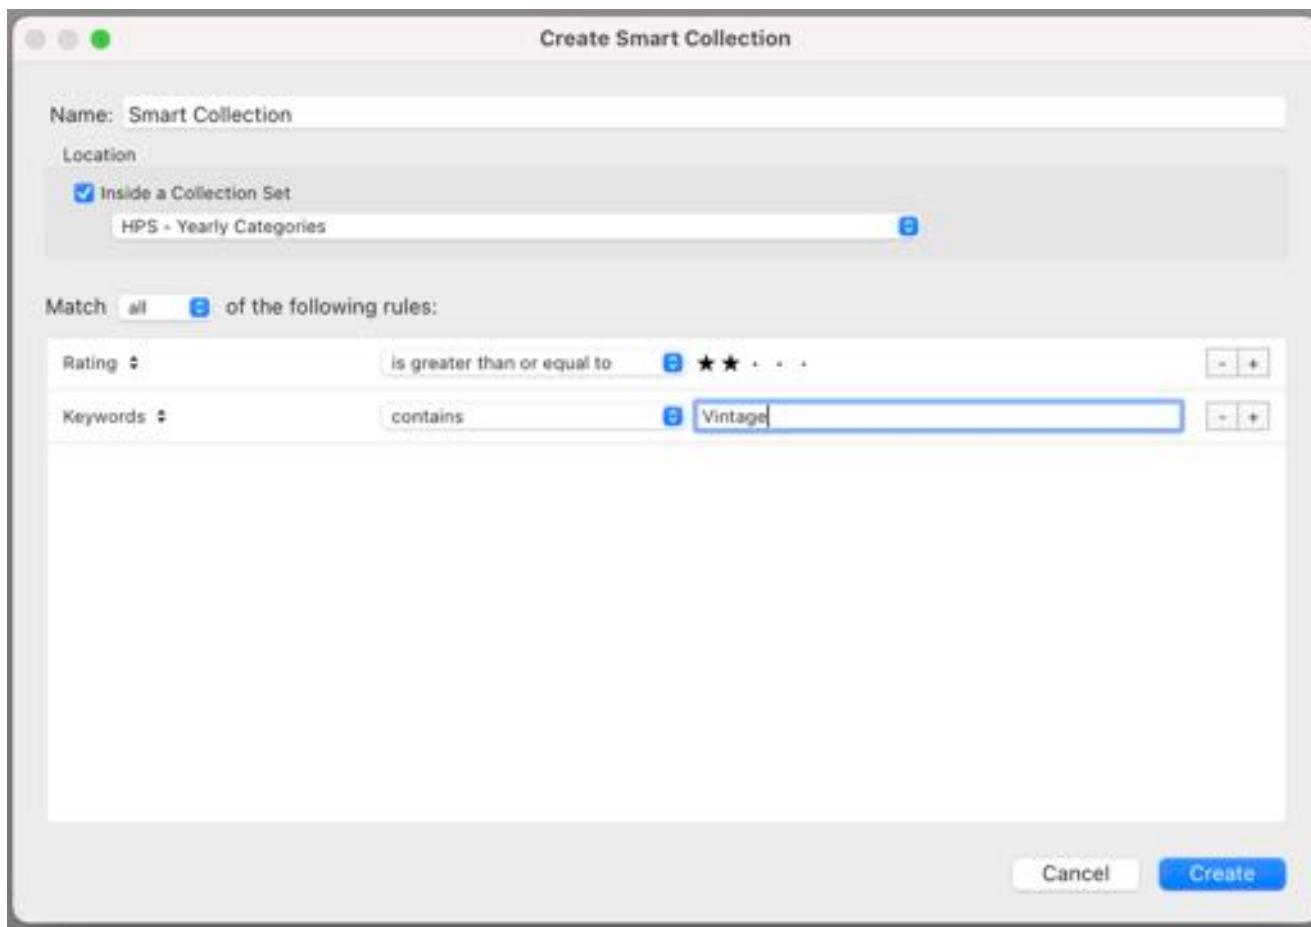 Create Smart Collection
Name: Smart Collection
Location
Inside a Collection Set
HPS - Yearly Categories
Match all of the following rules:
Rating is greater than or equal to ★ ★ · · · - +
Keywords contains Vintage - +
Cancel Create